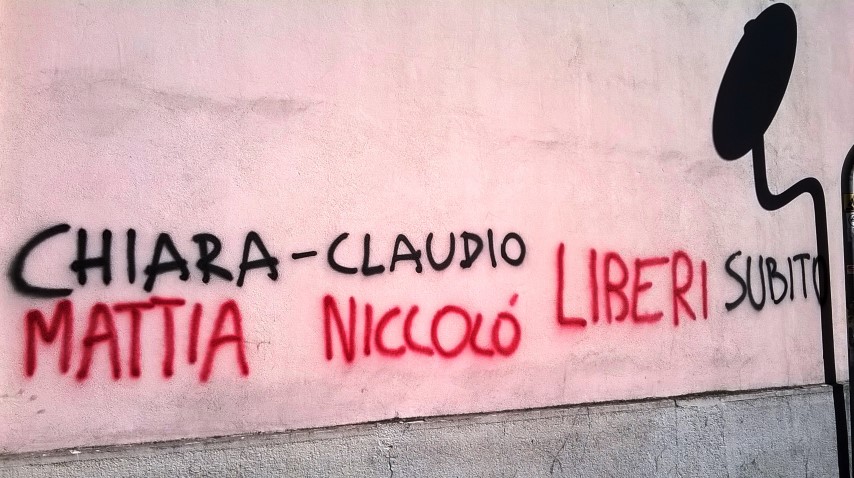 CHIARA - CLAUDIO
MATTIA NICCOLÓ LIBERI SUBITO